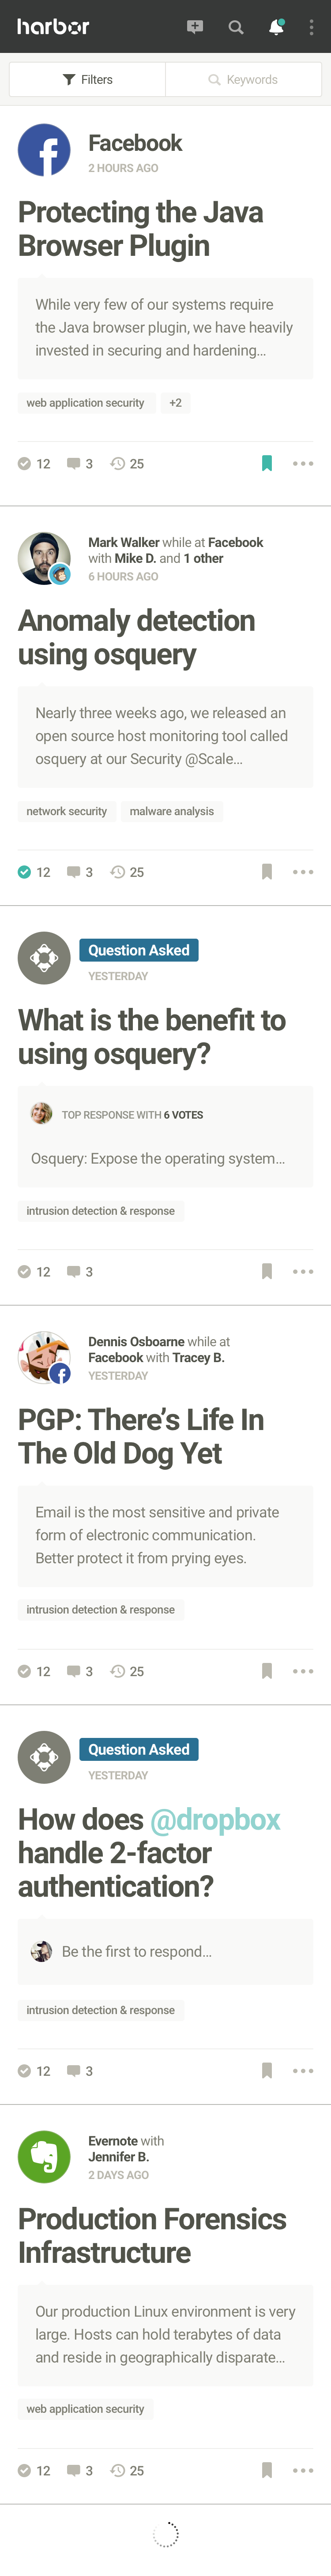 harbor
Filters
Keywords
Facebook
2 HOURS AGO
Protecting the Java
Browser Plugin
While very few of our systems require
the Java browser plugin, we have heavily
invested in securing and hardening...
web application security +2
12 3 25
Mark Walker while at Facebook
with Mike D. and 1 other
6 HOURS AGO
Anomaly detection
using osquery
Nearly three weeks ago, we released an
open source host monitoring tool called
osquery at our Security @Scale...
network security malware analysis
12 3 25
Question Asked
YESTERDAY
What is the benefit to
using osquery?
TOP RESPONSE WITH 6 VOTES
Osquery: Expose the operating system...
intrusion detection & response
12 3
Dennis Osboarne while at
Facebook with Tracey B.
YESTERDAY
PGP: There's Life In
The Old Dog Yet
Email is the most sensitive and private
form of electronic communication.
Better protect it from prying eyes.
intrusion detection & response
12 3 25
Question Asked
YESTERDAY
How does @dropbox
handle 2-factor
authentication?
Be the first to respond...
intrusion detection & response
12 3
Evernote with
Jennifer B.
2 DAYS AGO
Production Forensics
Infrastructure
Our production Linux environment is very
large. Hosts can hold terabytes of data
and reside in geographically disparate...
web application security
12 3 25